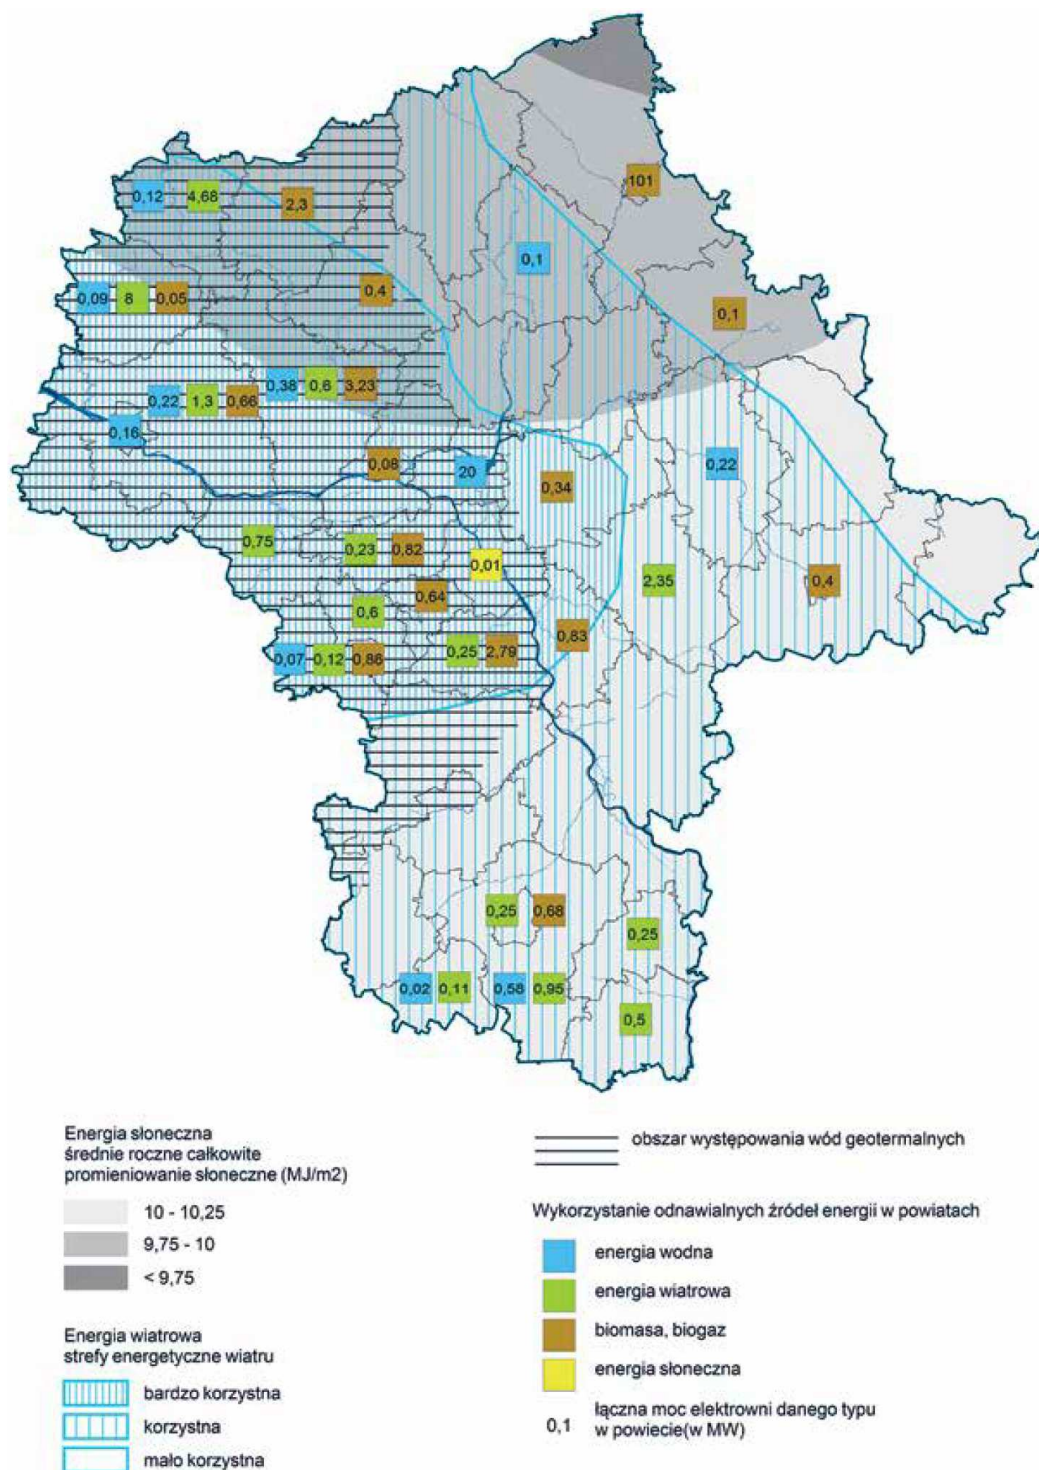 101
0,12 4,68 2,3
0,1
0,4
0,09 8 0,05
0,1
0,38 0,6 3,23
0,22 1,3 0,66
0,16
0,08 20 0,22
0,34
0,75 0,23 0,82
0,01
2,35 0,4
0,64
0,6
0,83
0,07 0,12 0,86 0,25 2,79
0,25 0,68
0,25
0,02 0,11 0,58 0,95
0,5
Energia słoneczna
średnie roczne całkowite
promieniowanie słoneczne (MJ/m2)
10 - 10,25
9,75 - 10
< 9,75
Energia wiatrowa
strefy energetyczne wiatru
bardzo korzystna
korzystna
mało korzystna
obszar występowania wód geotermalnych
Wykorzystanie odnawialnych źródeł energii w powiatach
energia wodna
energia wiatrowa
biomasa, biogaz
energia słoneczna
0,1 łączna moc elektrowni danego typu
w powiecie(w MW)